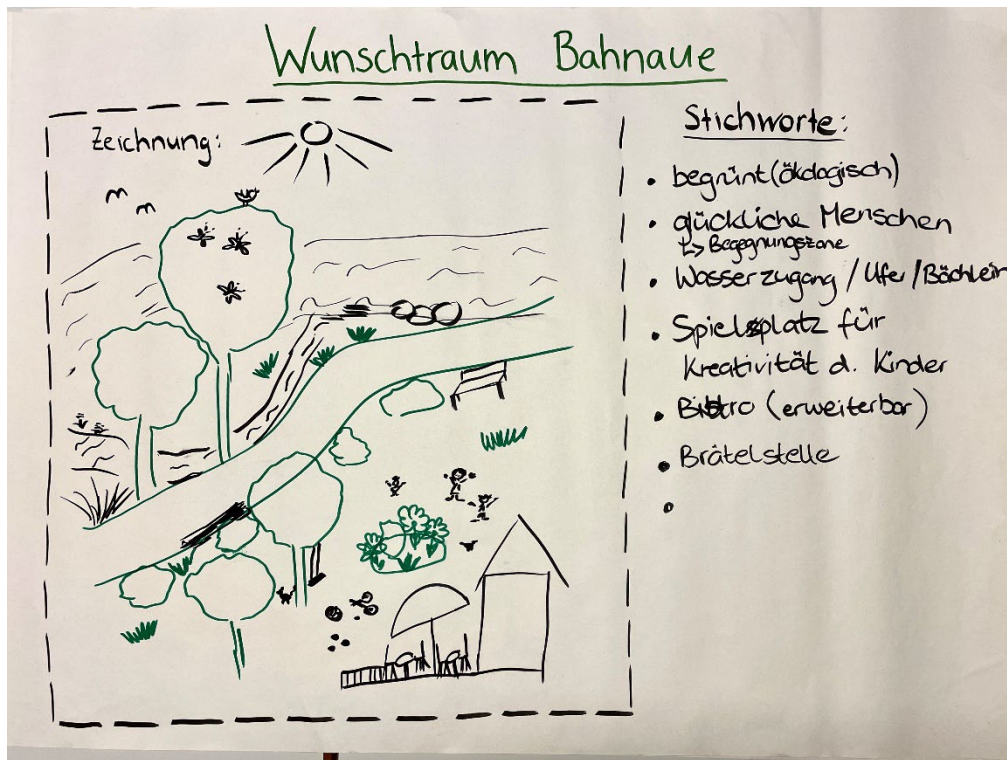 Wunschtraum Bahnaue
Zeichnung:
Stichworte:
• begrünt (ökologisch)
• glückliche Menschen
↳ Begegnungszone
• Wasserzugang / Ufer / Bächlein
• Spielplatz für
Kreativität d. Kinder
• Bistro (erweiterbar)
• Brätelstelle
•